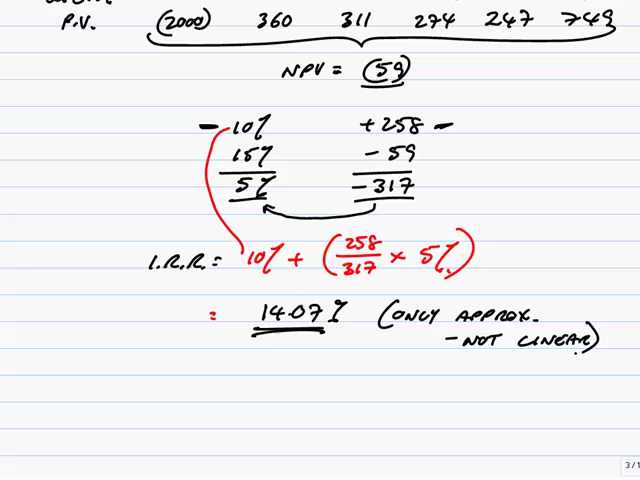 P.V. (2000) 360 311 274 247 749
NPV = (59)
- 10% +258 -
15% - 59
5% - 317
I.R.R. = 10% + (258/317 × 5%)
= 14.07% (ONLY APPROX.
- NOT LINEAR)
3/1